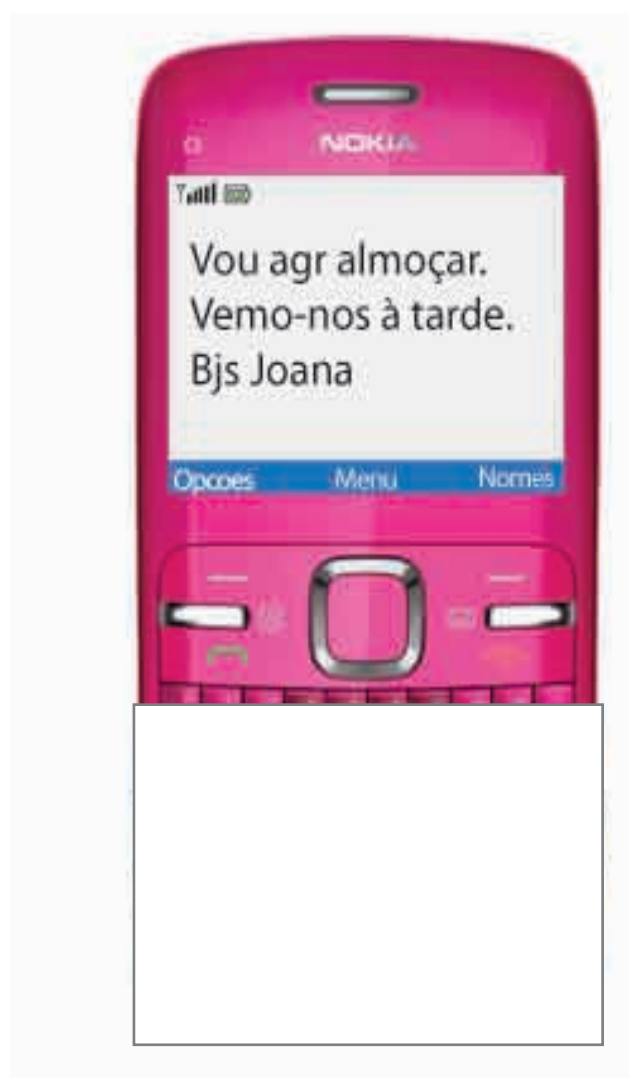 NOKIA
Vou agr almoçar.
Vemo-nos à tarde.
Bjs Joana
Opcoes Menu Nomes